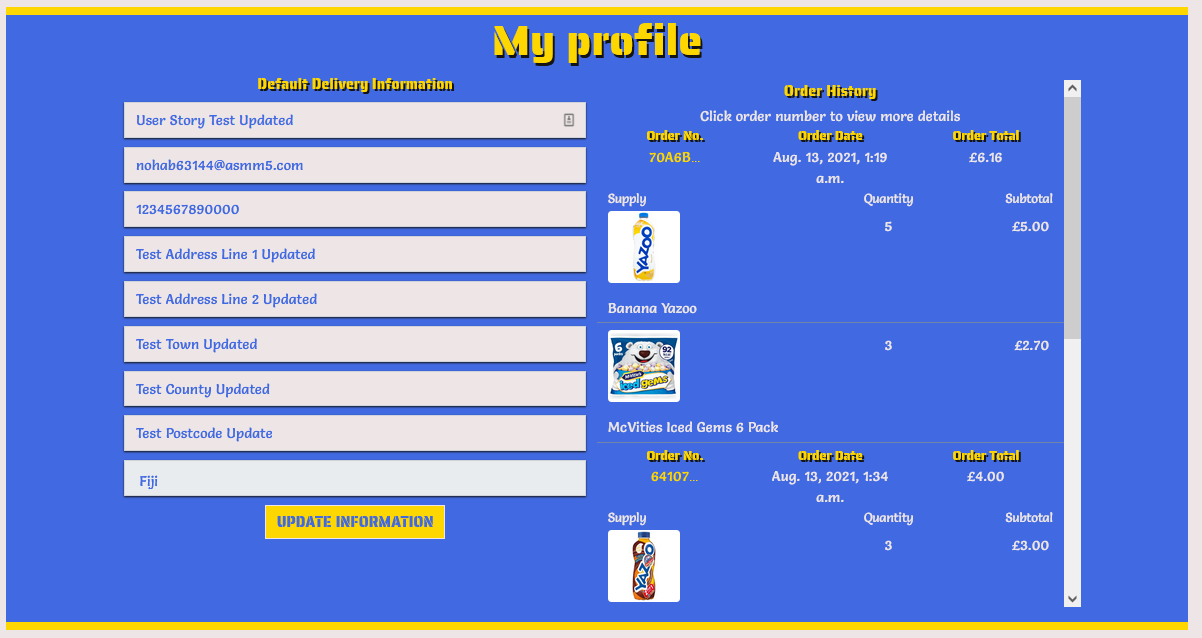 My profile
Default Delivery Information
User Story Test Updated
nohab63144@asmm5.com
1234567890000
Test Address Line 1 Updated
Test Address Line 2 Updated
Test Town Updated
Test County Updated
Test Postcode Update
Fiji
UPDATE INFORMATION
Order History
Click order number to view more details
Order No. Order Date Order Total
70A6B... Aug. 13, 2021, 1:19 £6.16
a.m.
Supply Quantity Subtotal
YAZOO
5 £5.00
Banana Yazoo
6
92
iced gems
3 £2.70
McVities Iced Gems 6 Pack
Order No. Order Date Order Total
64107... Aug. 13, 2021, 1:34 £4.00
a.m.
Supply Quantity Subtotal
YAZOO
3 £3.00